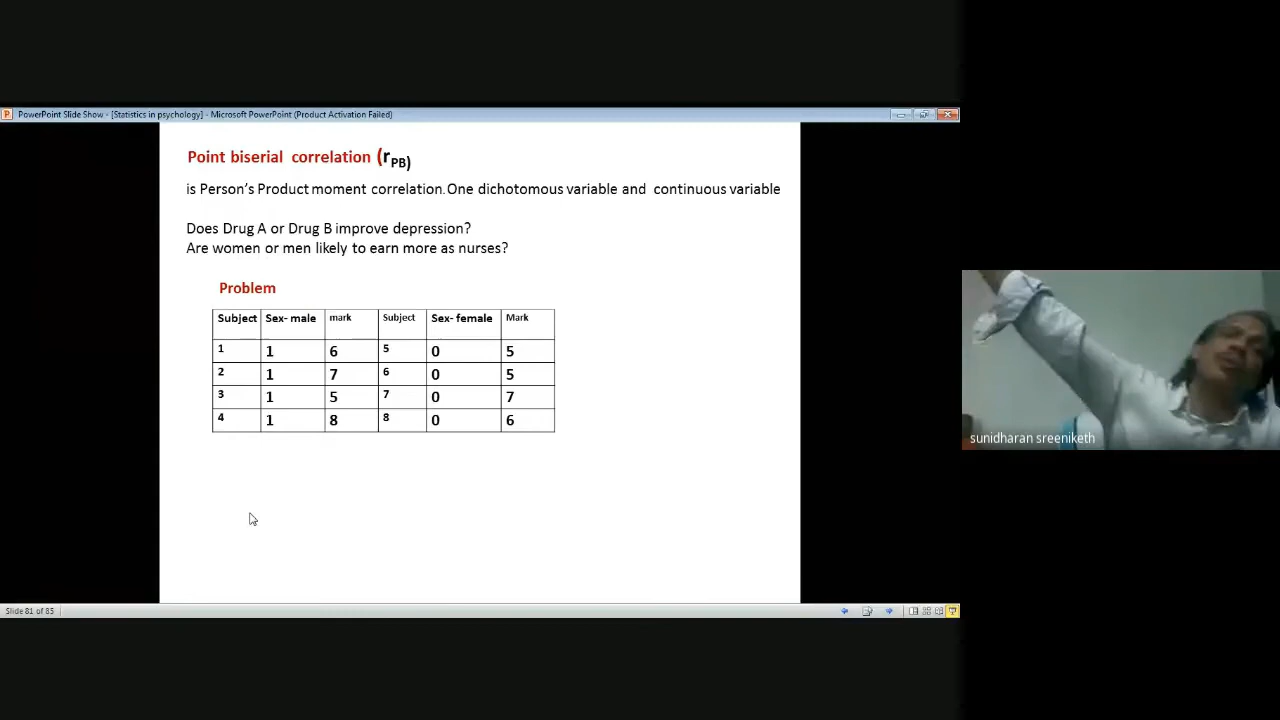 PowerPoint Slide Show - [Statistics in psychology] - Microsoft PowerPoint (Product Activation Failed)
Point biserial correlation (rPB)
is Person's Product moment correlation. One dichotomous variable and continuous variable
Does Drug A or Drug B improve depression?
Are women or men likely to earn more as nurses?
Problem
Subject Sex- male mark Subject Sex- female Mark
1 1 6 5 0 5
2 1 7 6 0 5
3 1 5 7 0 7
4 1 8 8 0 6
sunidharan sreeniketh
Slide 81 of 85